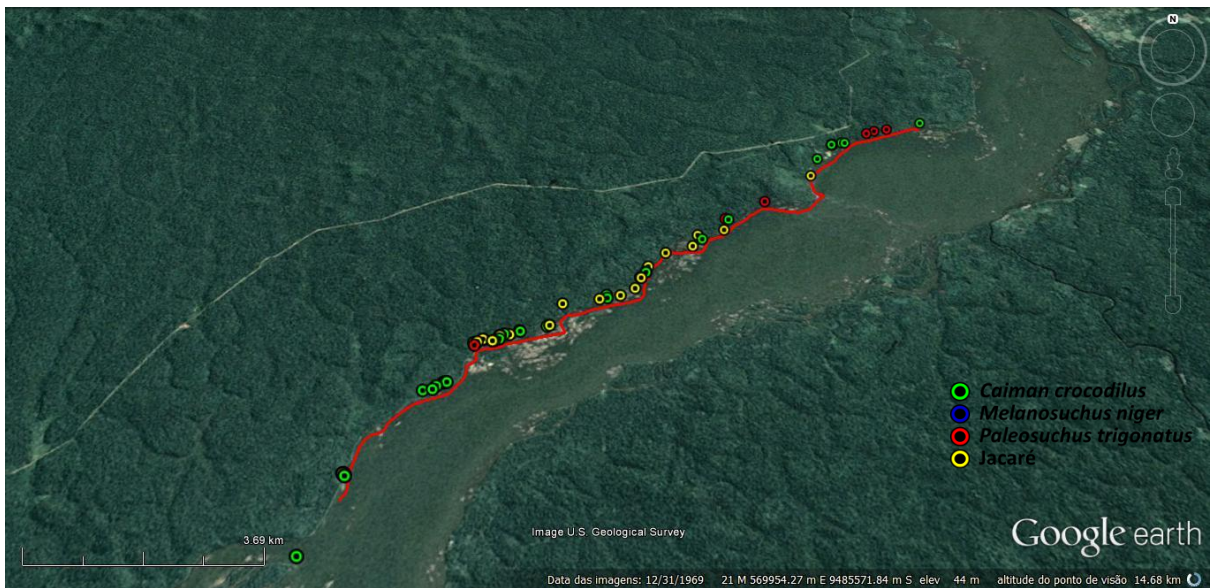 N
Caiman crocodilus
Melanosuchus niger
Paleosuchus trigonatus
Jacaré
Image U.S. Geological Survey
Google earth
3.69 km
Data das imagens: 12/31/1969 21 M 569954.27 m E 9485571.84 m S elev 44 m altitude do ponto de visão 14.68 km